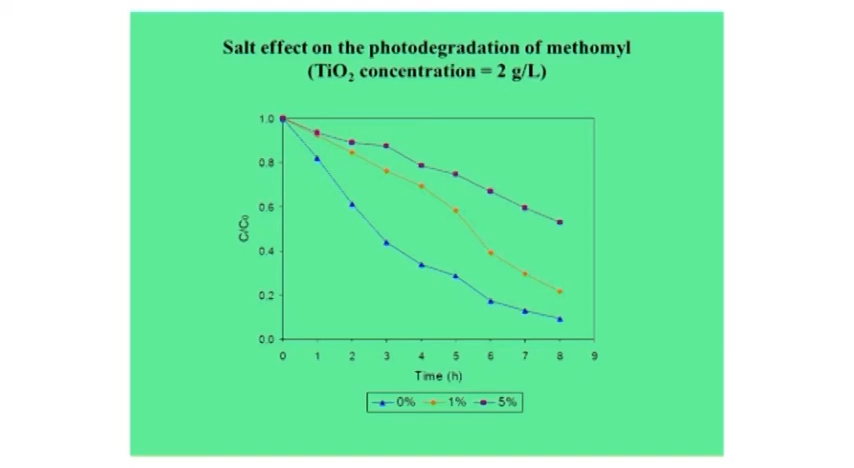 Salt effect on the photodegradation of methomyl
(TiO₂ concentration = 2 g/L)
1.0
0.8
0.6
0.4
0.2
0.0
C/C₀
0 1 2 3 4 5 6 7 8 9
Time (h)
0% 1% 5%